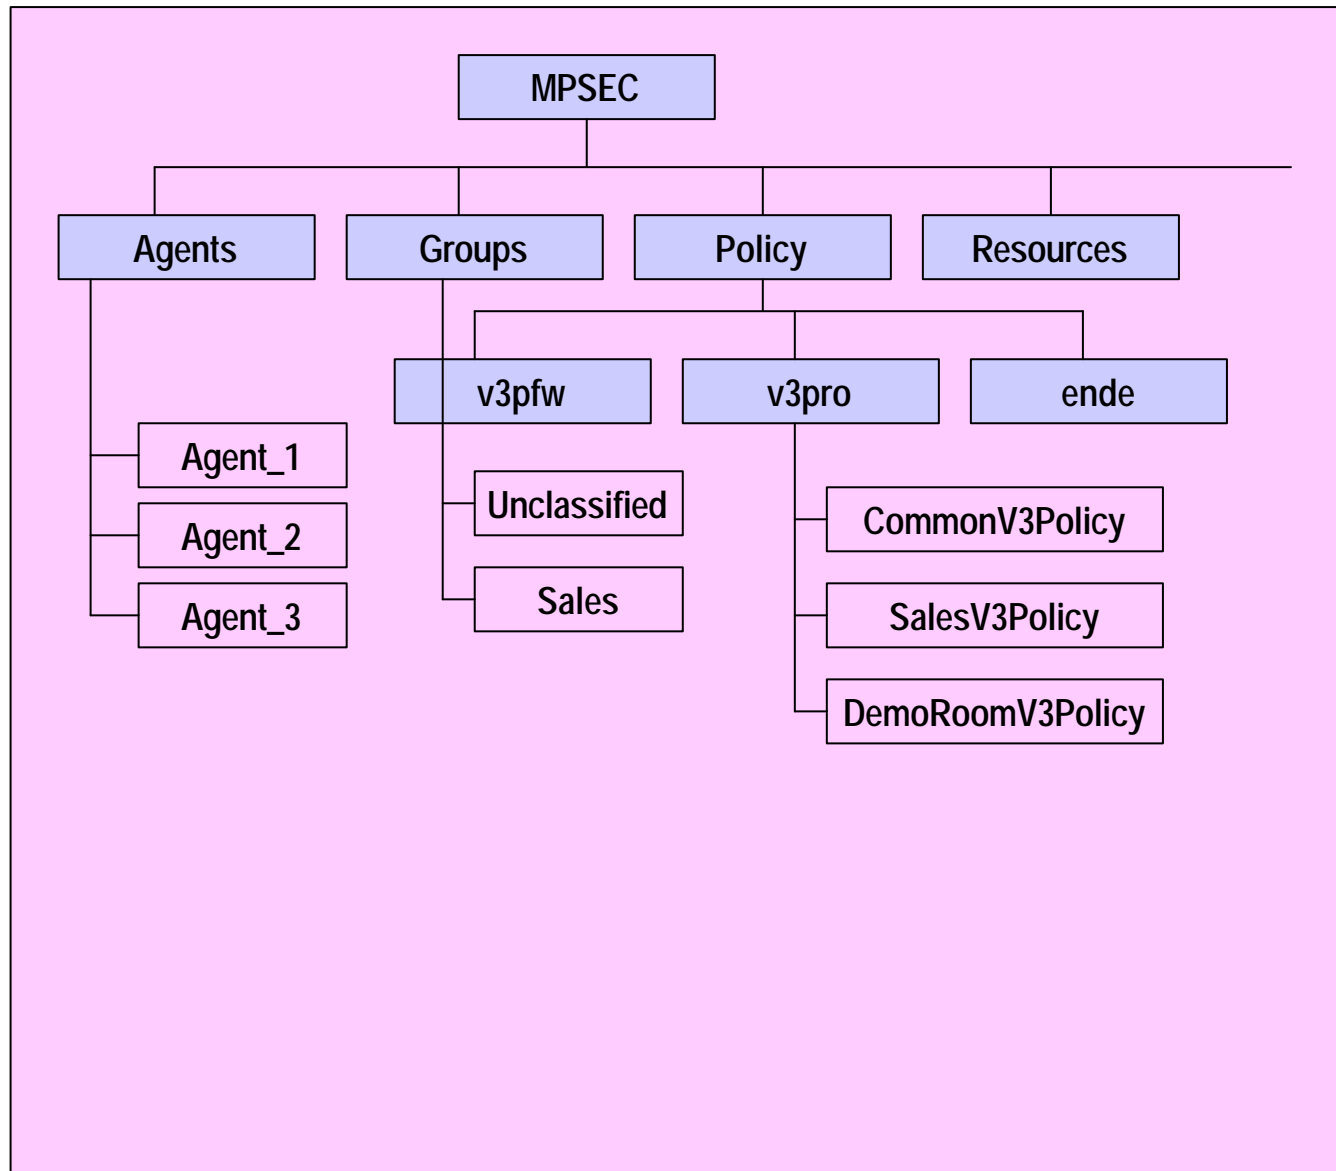 MPSEC
Agents
Groups
Policy
Resources
v3pfw
v3pro
ende
Agent_1
Agent_2
Agent_3
Unclassified
Sales
CommonV3Policy
SalesV3Policy
DemoRoomV3Policy